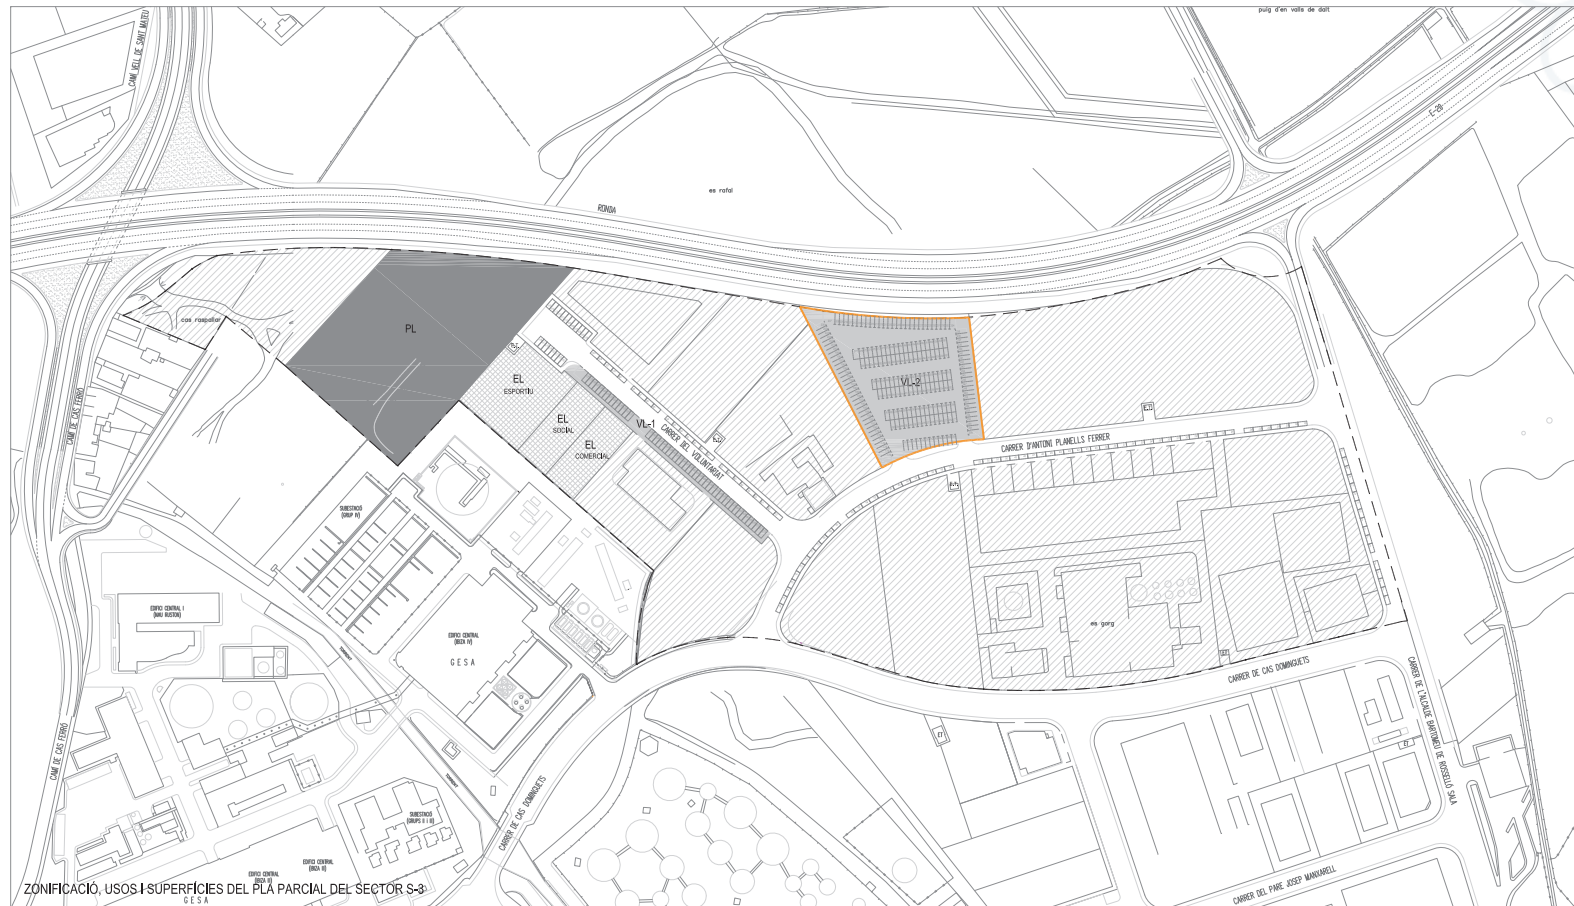 puig d'en valls de dalt
CAMÍ VELL DE SANT MATEU
E-20
es rafal
RONDA
cas raspallar
PL
EL
ESPORTIU
EL
SOCIAL
EL
COMERCIAL
VL-1
VL-2
CARRER DEL VOLUNTARIAT
CARRER D'ANTONI PLANELLS FERRER
CAMÍ DE CAS FERRÓ
SUBESTACIÓ
(GRUP IV)
EDIFICI CENTRAL I
(NAU RUSTON)
EDIFICI CENTRAL
(IBIZA IV)
GESA
TORRENT
es gorg
CARRER DE CAS DOMINGUETS
CARRER DE L'ALCALDE BARTOMEU DE ROSSELLÓ SALA
CAMÍ DE CAS FERRÓ
TORRENT
CARRER DE CAS DOMINGUETS
SUBESTACIÓ
(GRUPS II I III)
EDIFICI CENTRAL
(IBIZA III)
EDIFICI CENTRAL
(IBIZA II)
GESA
CARRER DEL PARE JOSEP MANXARELL
ZONIFICACIÓ, USOS I SUPERFÍCIES DEL PLA PARCIAL DEL SECTOR S-3